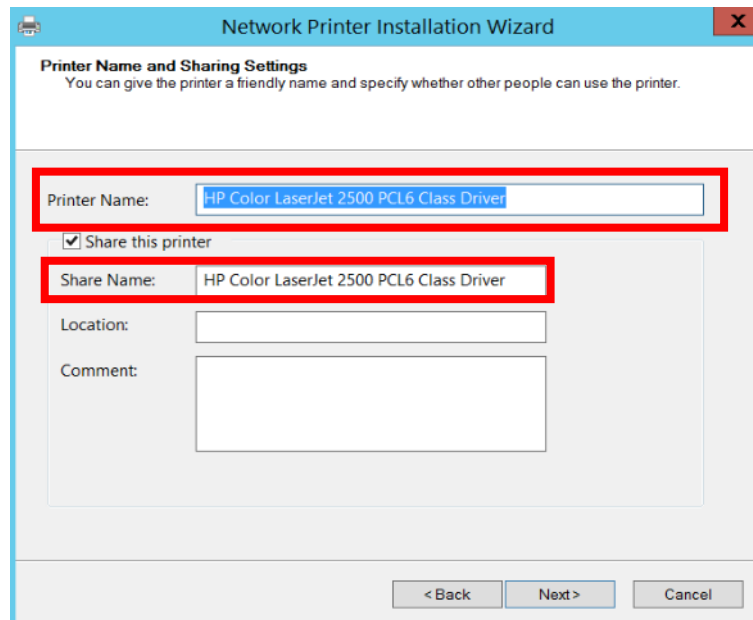 Network Printer Installation Wizard
X
Printer Name and Sharing Settings
You can give the printer a friendly name and specify whether other people can use the printer.
Printer Name: HP Color LaserJet 2500 PCL6 Class Driver
Share this printer
Share Name: HP Color LaserJet 2500 PCL6 Class Driver
Location:
Comment:
< Back Next > Cancel